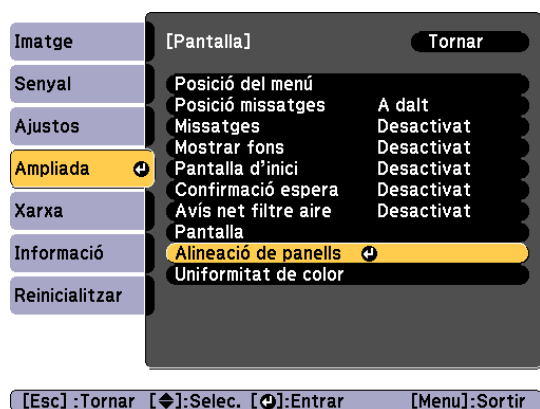 Imatge
Senyal
Ajustos
Ampliada
Xarxa
Informació
Reinicialitzar
[Pantalla] Tornar
Posició del menú
Posició missatges A dalt
Missatges Desactivat
Mostrar fons Desactivat
Pantalla d'inici Desactivat
Confirmació espera Desactivat
Avís net filtre aire Desactivat
Pantalla
Alineació de panells
Uniformitat de color
[Esc] :Tornar [◆]:Selec. [↲]:Entrar [Menu]:Sortir